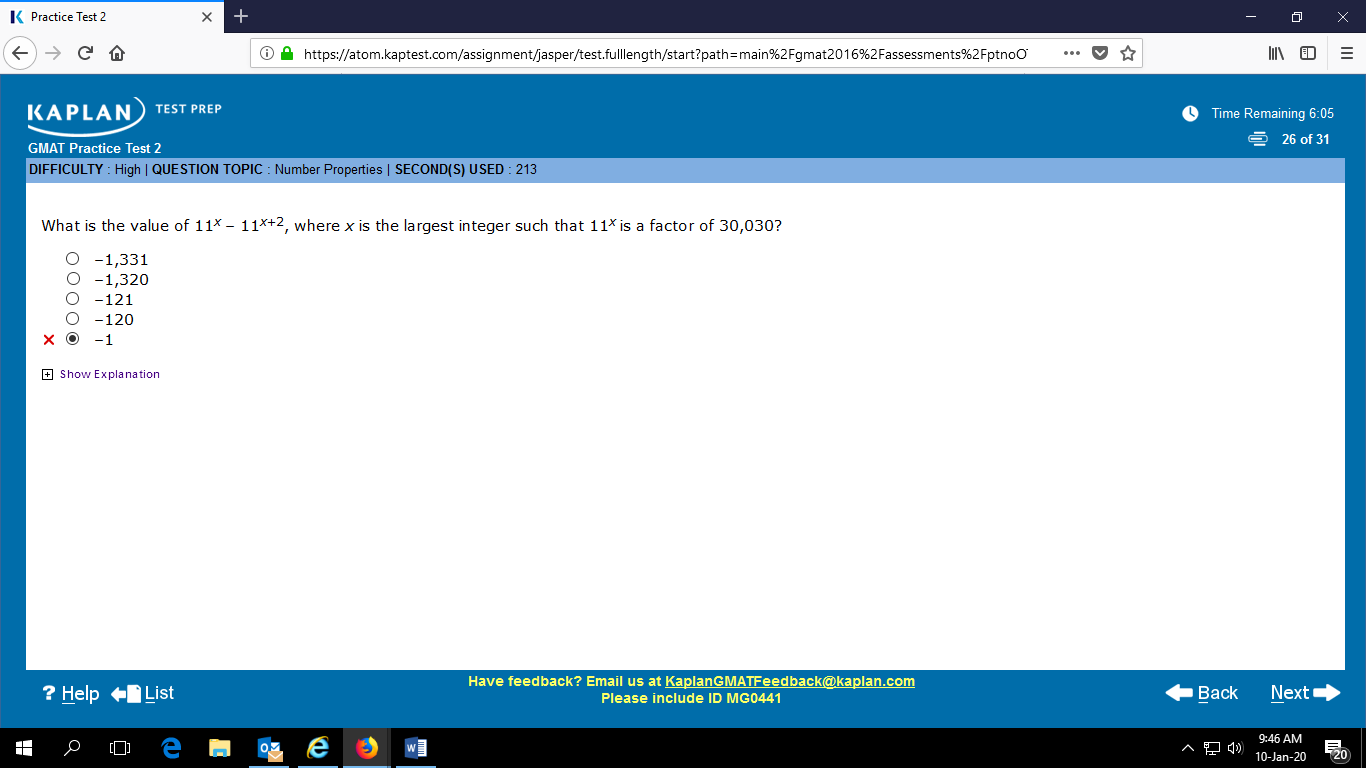 Practice Test 2
https://atom.kaptest.com/assignment/jasper/test.fulllength/start?path=main%2Fgmat2016%2Fassessments%2FptnoO
KAPLAN TEST PREP
Time Remaining 6:05
26 of 31
GMAT Practice Test 2
DIFFICULTY : High | QUESTION TOPIC : Number Properties | SECOND(S) USED : 213
What is the value of 11ˣ – 11ˣ⁺², where x is the largest integer such that 11ˣ is a factor of 30,030?
–1,331
–1,320
–121
–120
–1
Show Explanation
? Help List
Have feedback? Email us at KaplanGMATFeedback@kaplan.com
Please include ID MG0441
Back Next
9:46 AM
10-Jan-20
20